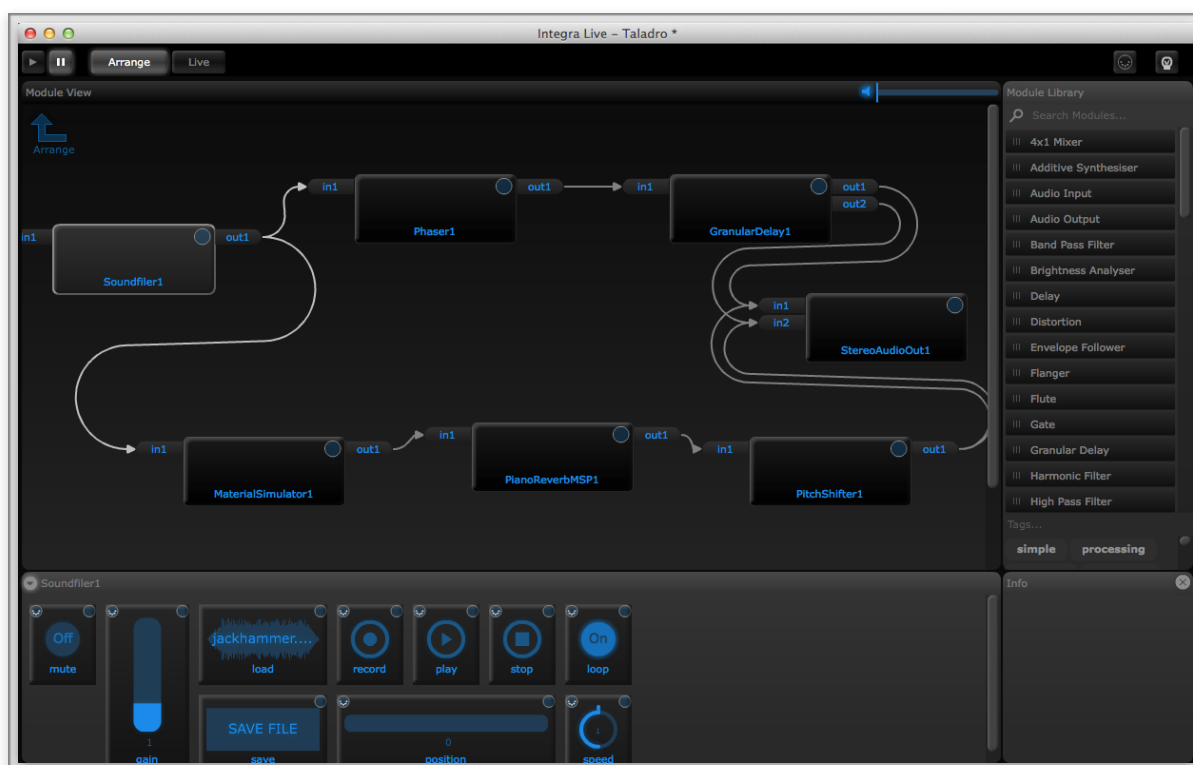 Integra Live – Taladro *
Arrange Live
Module View
Arrange
in1 Soundfiler1 out1
in1 Phaser1 out1
in1 GranularDelay1 out1
out2
in1
in2
StereoAudioOut1
in1 MaterialSimulator1 out1
in1 PianoReverbMSP1 out1
in1 PitchShifter1 out1
Module Library
Search Modules...
4x1 Mixer
Additive Synthesiser
Audio Input
Audio Output
Band Pass Filter
Brightness Analyser
Delay
Distortion
Envelope Follower
Flanger
Flute
Gate
Granular Delay
Harmonic Filter
High Pass Filter
Tags...
simple processing
Soundfiler1
Off
mute
1
gain
jackhammer....
load
record
play
stop
On
loop
SAVE FILE
save
0
position
1
speed
Info